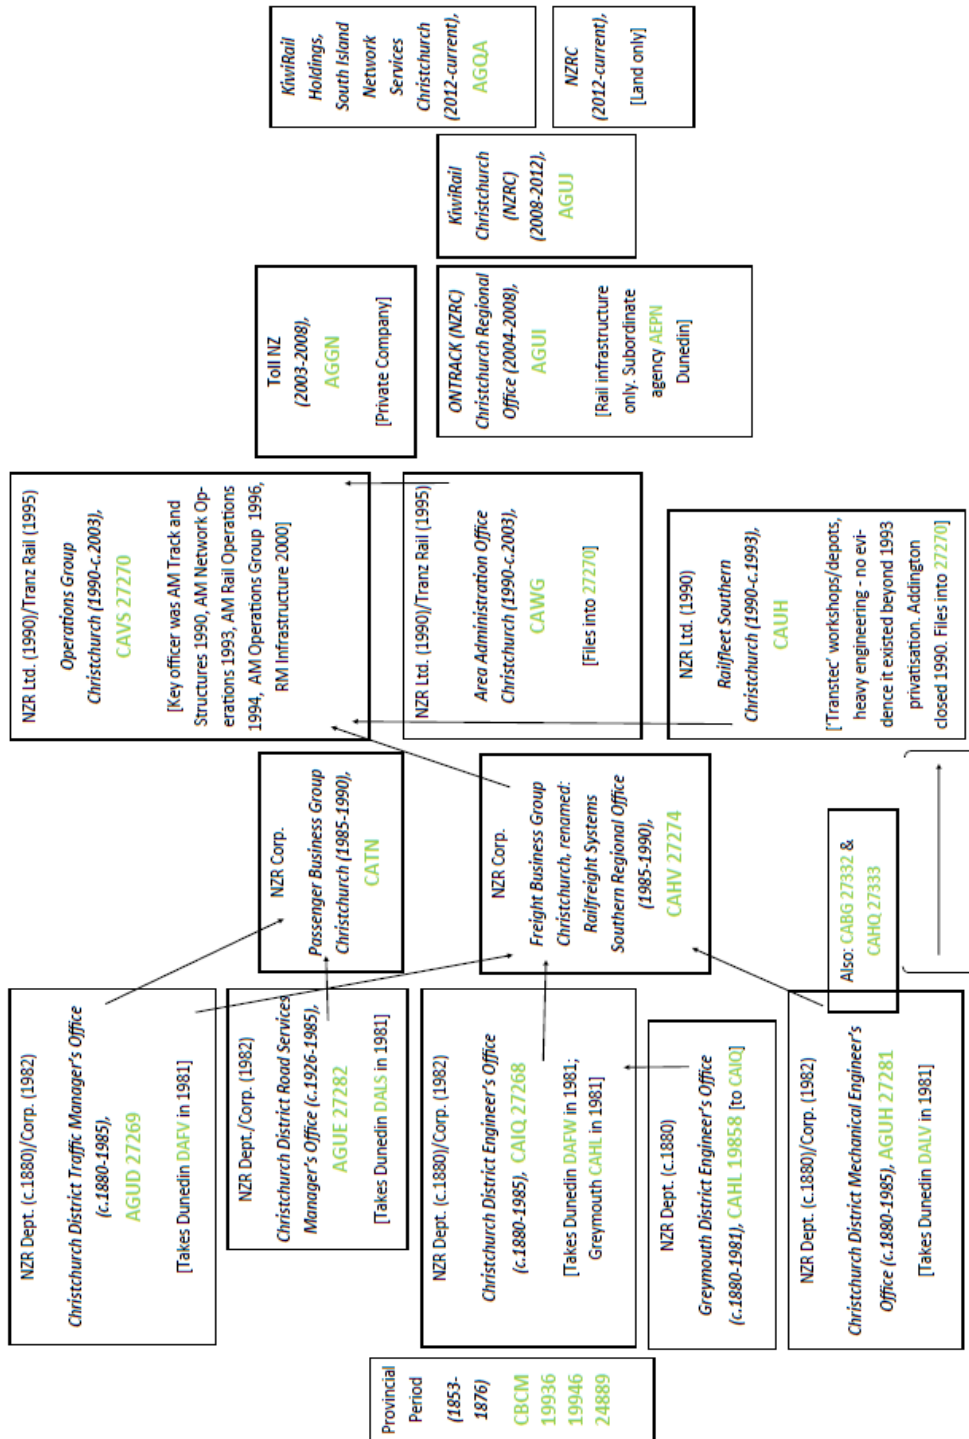 Provincial
Period
(1853-
1876)
CBCM
19936
19946
24889
NZR Dept. (c.1880)/Corp. (1982)
Christchurch District Traffic Manager's Office
(c.1880-1985),
AGUD 27269
[Takes Dunedin DAFV in 1981]
NZR Dept./Corp. (1982)
Christchurch District Road Services
Manager's Office (c.1926-1985),
AGUE 27282
[Takes Dunedin DALS in 1981]
NZR Dept. (c.1880)/Corp. (1982)
Christchurch District Engineer's Office
(c.1880-1985), CAIQ 27268
[Takes Dunedin DAFW in 1981;
Greymouth CAHL in 1981]
NZR Dept. (c.1880)
Greymouth District Engineer's Office
(c.1880-1981), CAHL 19858 [to CAIQ]
NZR Dept. (c.1880)/Corp. (1982)
Christchurch District Mechanical Engineer's
Office (c.1880-1985), AGUH 27281
[Takes Dunedin DALV in 1981]
NZR Corp.
Passenger Business Group
Christchurch (1985-1990),
CATN
NZR Corp.
Freight Business Group
Christchurch, renamed:
Railfreight Systems
Southern Regional Office
(1985-1990),
CAHV 27274
Also: CABG 27332 &
CAHQ 27333
NZR Ltd. (1990)/Tranz Rail (1995)
Operations Group
Christchurch (1990-c.2003),
CAVS 27270
[Key officer was AM Track and
Structures 1990, AM Network Op-
erations 1993, AM Rail Operations
1994, AM Operations Group 1996,
RM Infrastructure 2000]
NZR Ltd. (1990)/Tranz Rail (1995)
Area Administration Office
Christchurch (1990-c.2003),
CAWG
[Files into 27270]
NZR Ltd. (1990)
Railfleet Southern
Christchurch (1990-c.1993),
CAUH
['Transtec' workshops/depots,
heavy engineering - no evi-
dence it existed beyond 1993
privatisation. Addington
closed 1990. Files into 27270]
Toll NZ
(2003-2008),
AGGN
[Private Company]
ONTRACK (NZRC)
Christchurch Regional
Office (2004-2008),
AGUI
[Rail infrastructure
only. Subordinate
agency AEPN
Dunedin]
KiwiRail
Christchurch
(NZRC)
(2008-2012),
AGUJ
KiwiRail
Holdings,
South Island
Network
Services
Christchurch
(2012-current),
AGQA
NZRC
(2012-current),
[Land only]